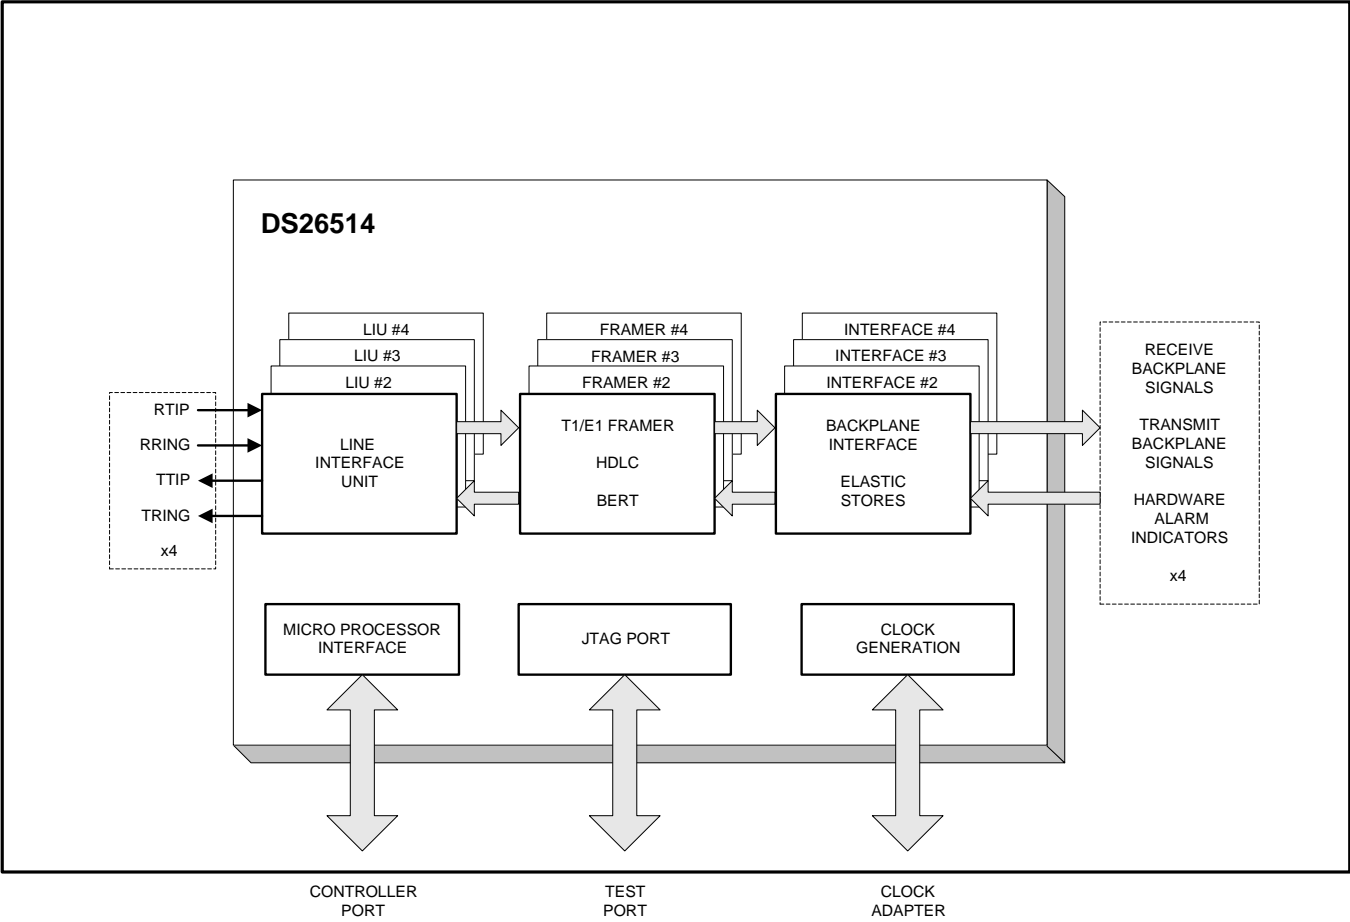 DS26514
LIU #4
LIU #3
LIU #2
LINE
INTERFACE
UNIT
FRAMER #4
FRAMER #3
FRAMER #2
T1/E1 FRAMER
HDLC
BERT
INTERFACE #4
INTERFACE #3
INTERFACE #2
BACKPLANE
INTERFACE
ELASTIC
STORES
RTIP
RRING
TTIP
TRING
x4
RECEIVE
BACKPLANE
SIGNALS
TRANSMIT
BACKPLANE
SIGNALS
HARDWARE
ALARM
INDICATORS
x4
MICRO PROCESSOR
INTERFACE
JTAG PORT
CLOCK
GENERATION
CONTROLLER
PORT
TEST
PORT
CLOCK
ADAPTER